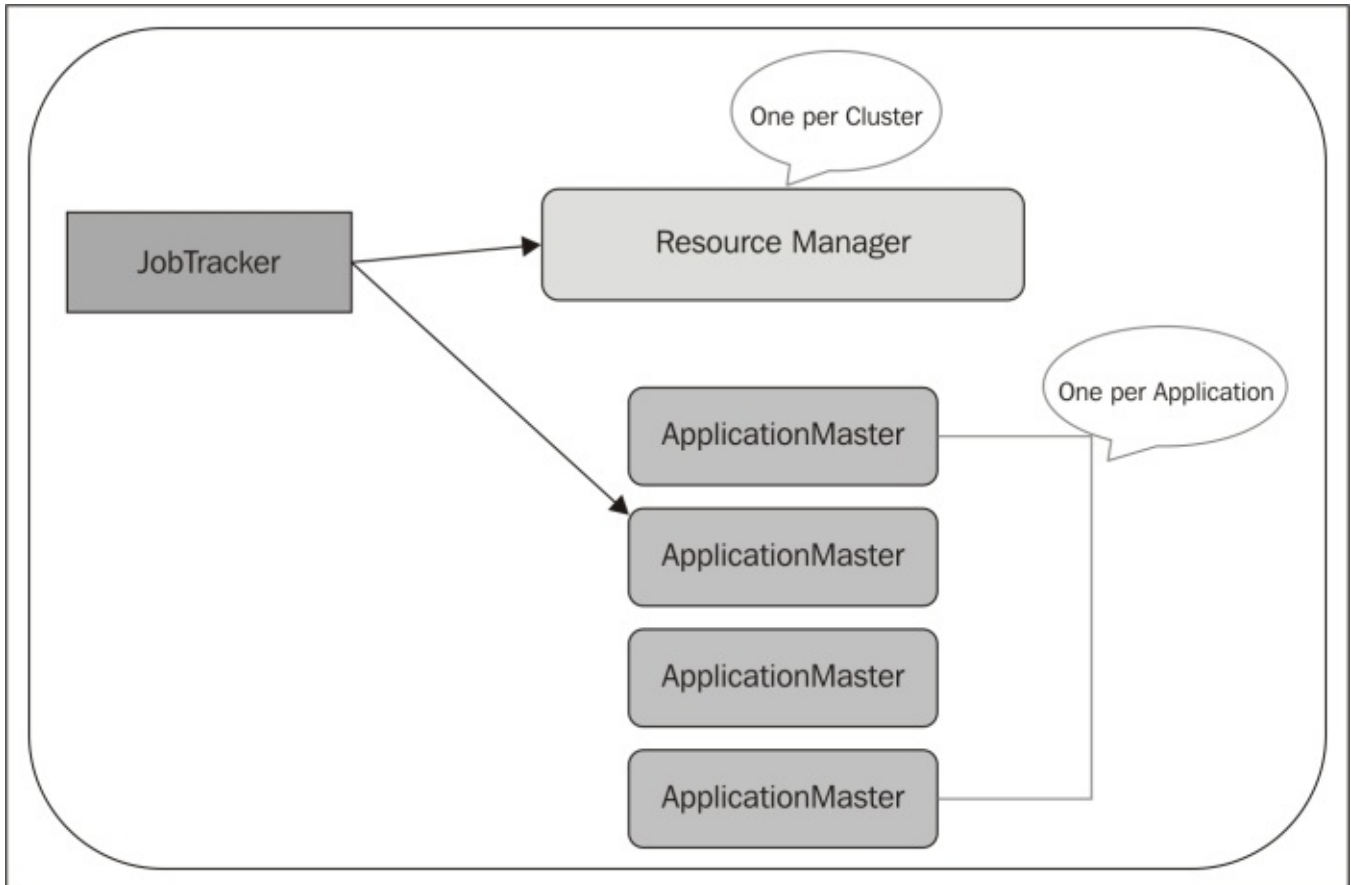 One per Cluster
JobTracker
Resource Manager
One per Application
ApplicationMaster
ApplicationMaster
ApplicationMaster
ApplicationMaster